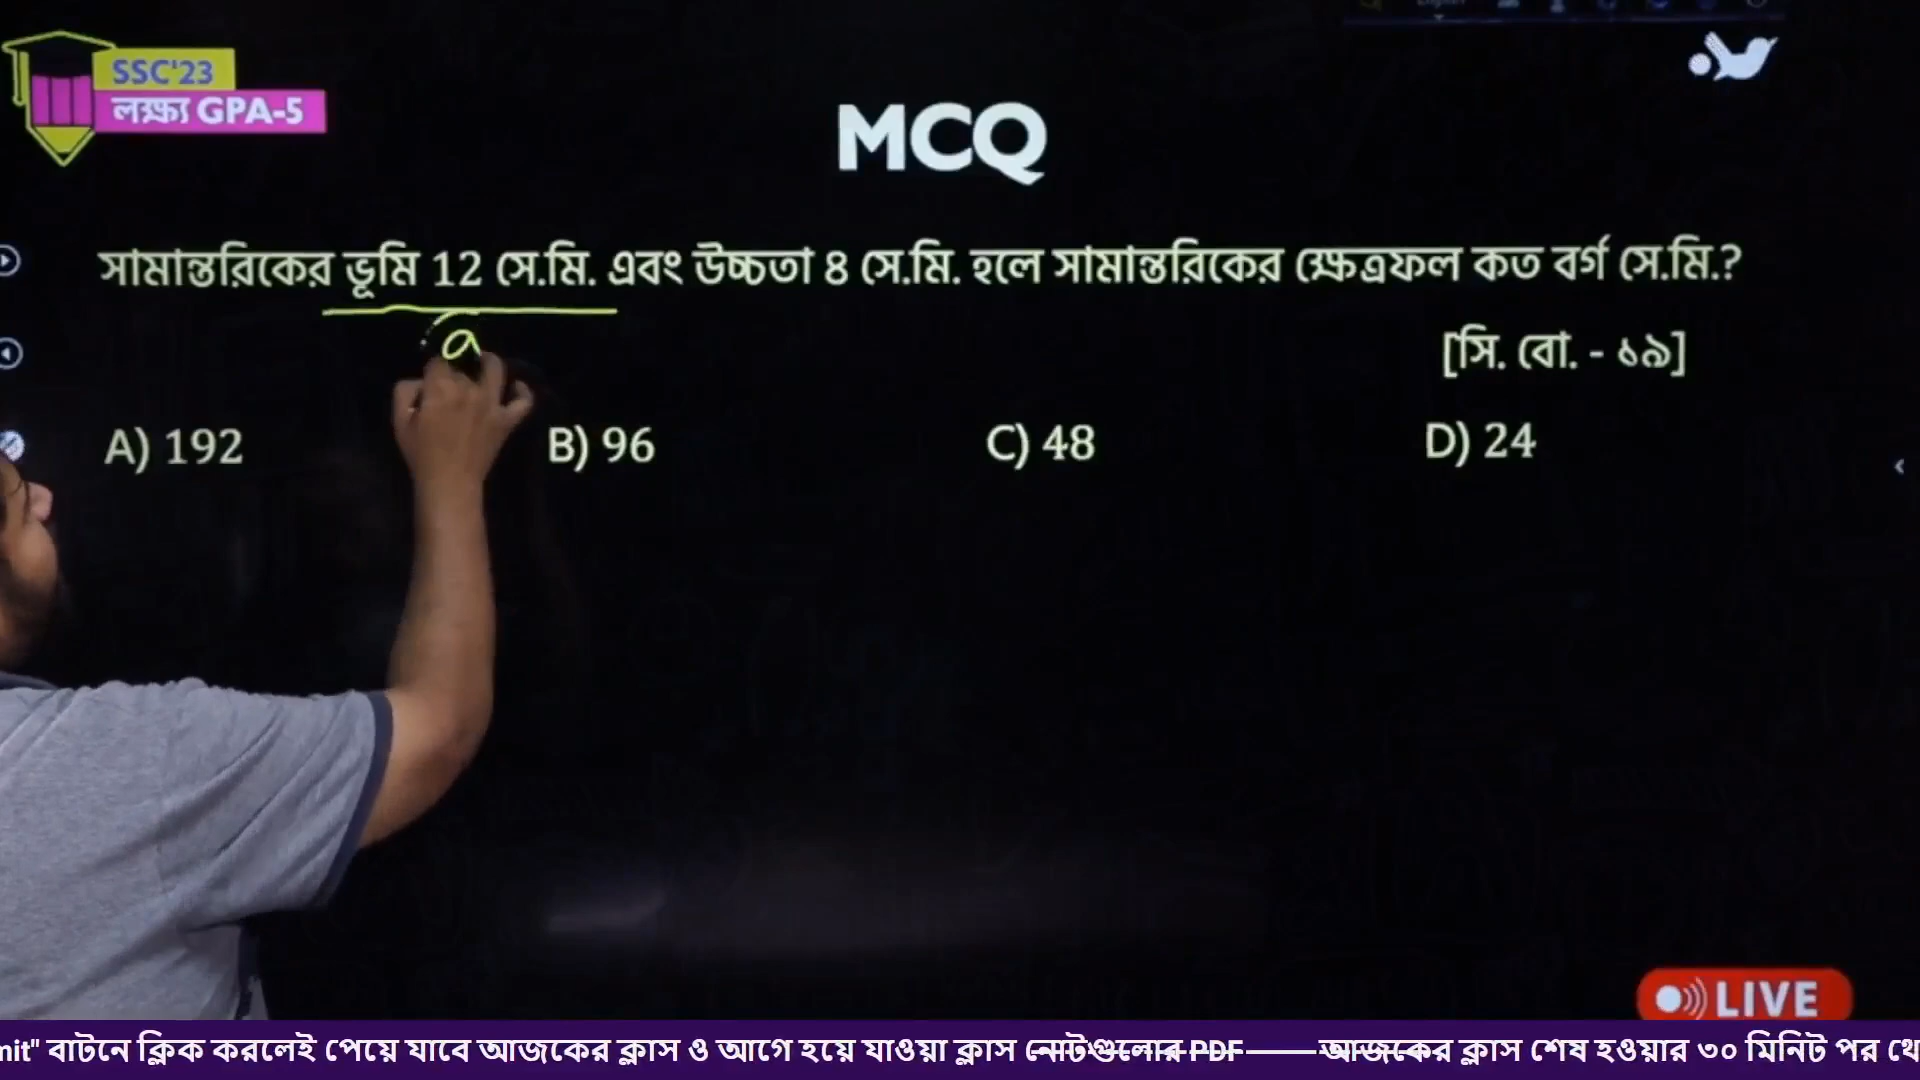 SSC'23
লক্ষ্য GPA-5
MCQ
সামান্তরিকের ভূমি 12 সে.মি. এবং উচ্চতা 8 সে.মি. হলে সামান্তরিকের ক্ষেত্রফল কত বর্গ সে.মি.?
a
[সি. বো. - ১৯]
A) 192 B) 96 C) 48 D) 24
LIVE
mit" বাটনে ক্লিক করলেই পেয়ে যাবে আজকের ক্লাস ও আগে হয়ে যাওয়া ক্লাস নোটগুলোর PDF ——— আজকের ক্লাস শেষ হওয়ার ৩০ মিনিট পর থে